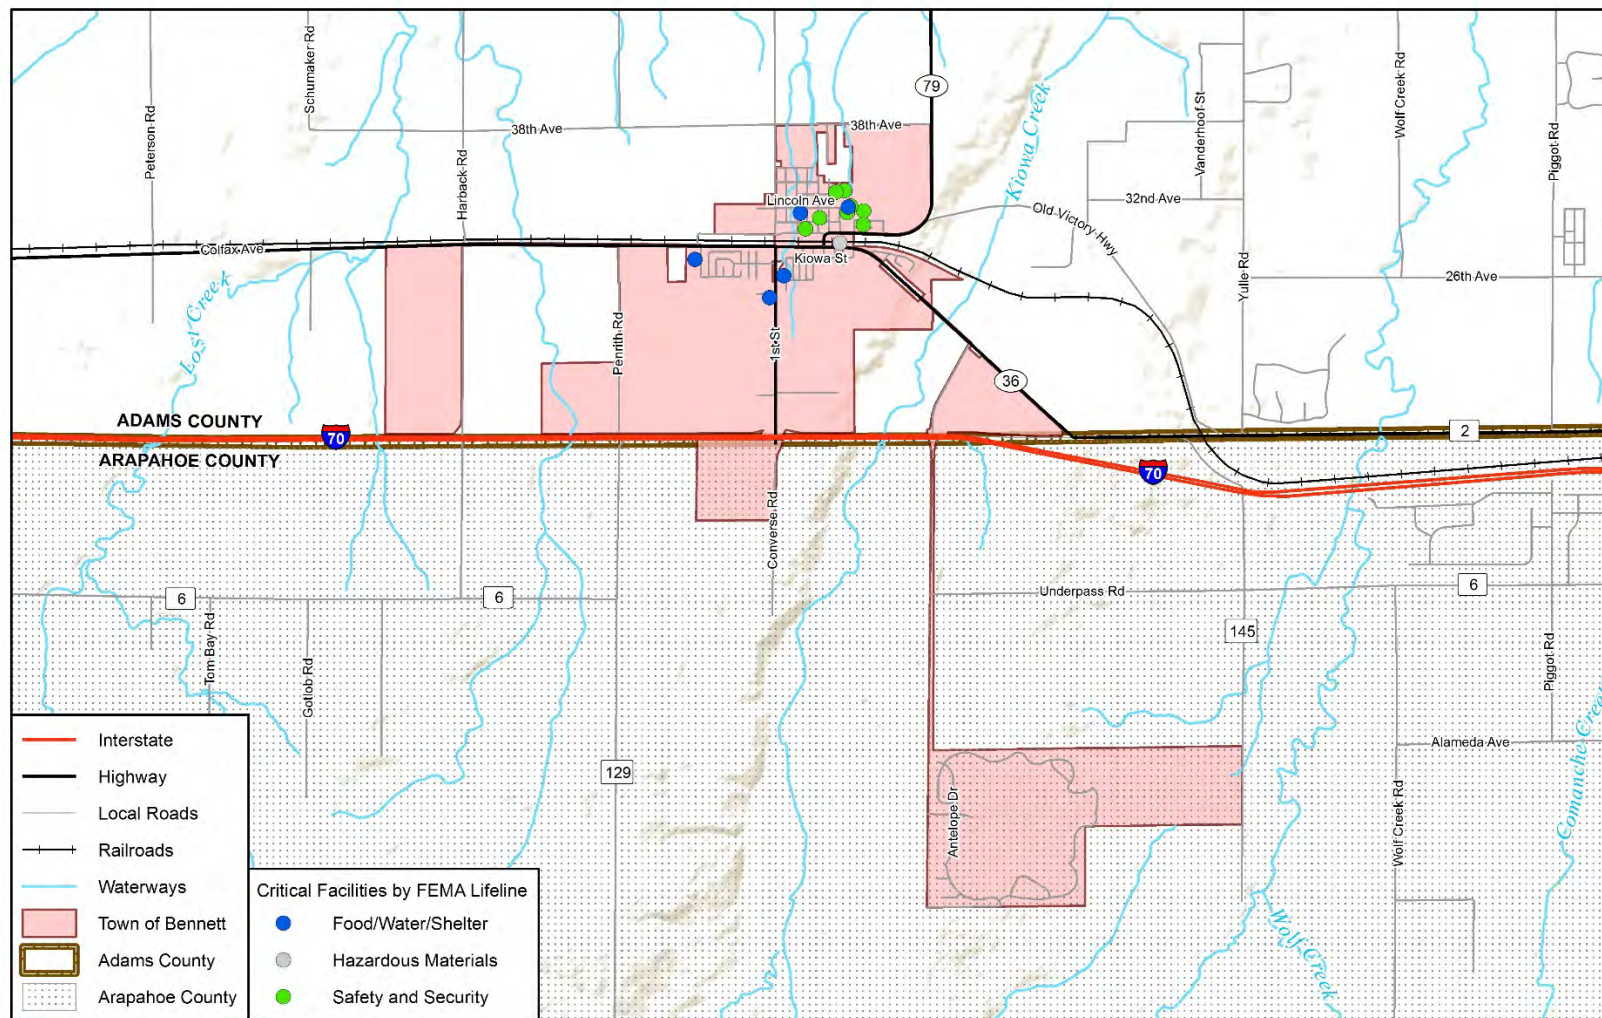 Peterson Rd
Schumaker Rd
79
Kiowa Creek
Vanderhoof St
Wolf Creek Rd
Piggot Rd
38th Ave
38th Ave
Harback Rd
Lincoln Ave
32nd Ave
Old Victory Hwy
Colfax Ave
Kiowa St
Yulle Rd
26th Ave
Lost Creek
Penrith Rd
1st St
36
ADAMS COUNTY
70
2
ARAPAHOE COUNTY
70
Converse Rd
6
6
Underpass Rd
6
Tom Bay Rd
Gotlob Rd
145
Piggot Rd
129
Alameda Ave
Antelope Dr
Wolf Creek Rd
Comanche Creek
Wolf Creek
Interstate
Highway
Local Roads
Railroads
Waterways
Town of Bennett
Adams County
Arapahoe County
Critical Facilities by FEMA Lifeline
Food/Water/Shelter
Hazardous Materials
Safety and Security